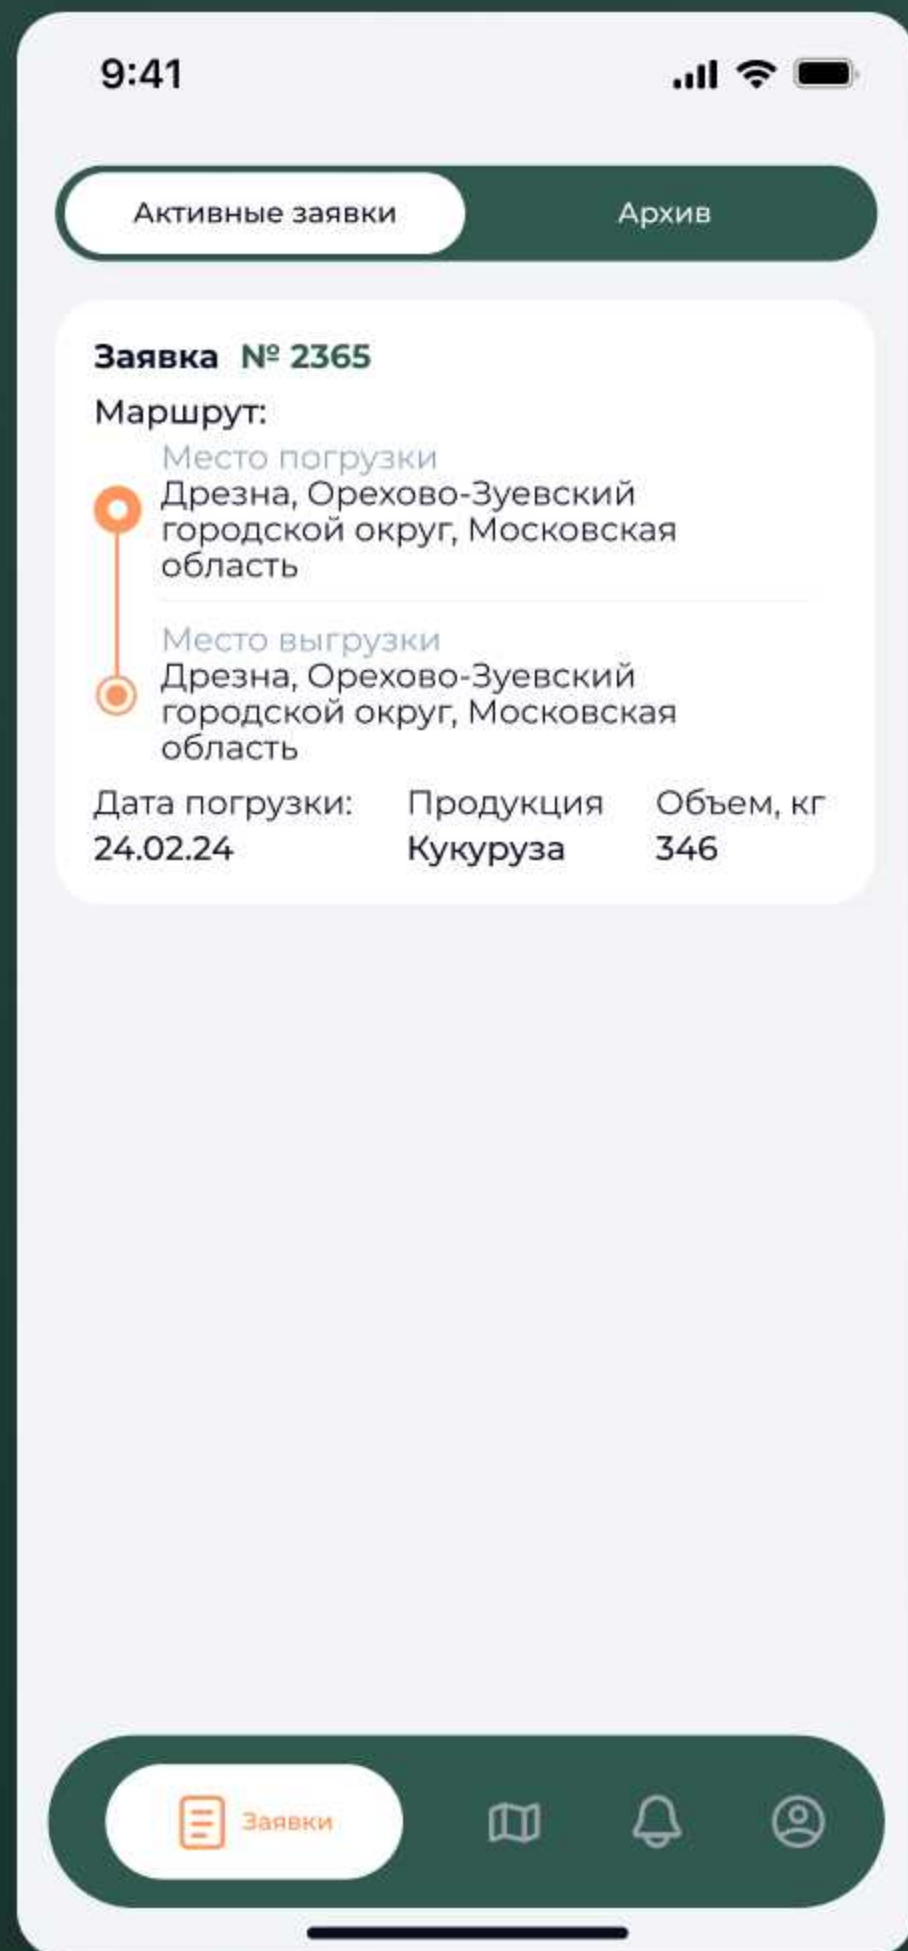 9:41
Активные заявки
Архив
Заявка № 2365
Маршрут:
Место погрузки
Дрезна, Орехово-Зуевский
городской округ, Московская
область
Место выгрузки
Дрезна, Орехово-Зуевский
городской округ, Московская
область
Дата погрузки: Продукция Объем, кг
24.02.24 Кукуруза 346
Заявки